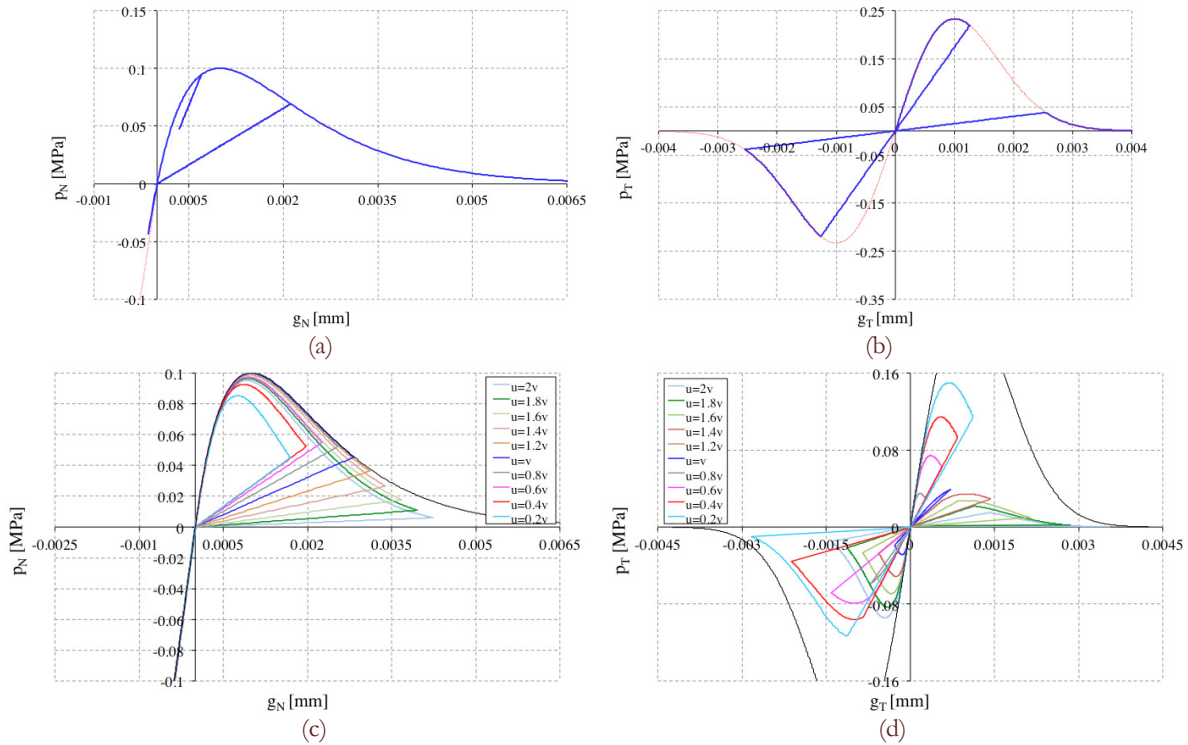 0.15
0.1
0.05
0
-0.05
-0.1
-0.001
0.0005
0.002
0.0035
0.005
0.0065
p_N [MPa]
g_N [mm]
(a)
0.25
0.15
0.05
-0.05
-0.15
-0.25
-0.35
-0.004
-0.003
-0.002
-0.001
0
0.001
0.002
0.003
0.004
p_T [MPa]
g_T [mm]
(b)
0.1
0.08
0.06
0.04
0.02
0
-0.02
-0.04
-0.06
-0.08
-0.1
-0.0025
-0.001
0.0005
0.002
0.0035
0.005
0.0065
p_N [MPa]
g_N [mm]
u=2v
u=1.8v
u=1.6v
u=1.4v
u=1.2v
u=v
u=0.8v
u=0.6v
u=0.4v
u=0.2v
(c)
u=2v
u=1.8v
u=1.6v
u=1.4v
u=1.2v
u=v
u=0.8v
u=0.6v
u=0.4v
u=0.2v
0.16
0.08
0
-0.08
-0.16
-0.0045
-0.003
-0.0015
0
0.0015
0.003
0.0045
p_T [MPa]
g_T [mm]
(d)